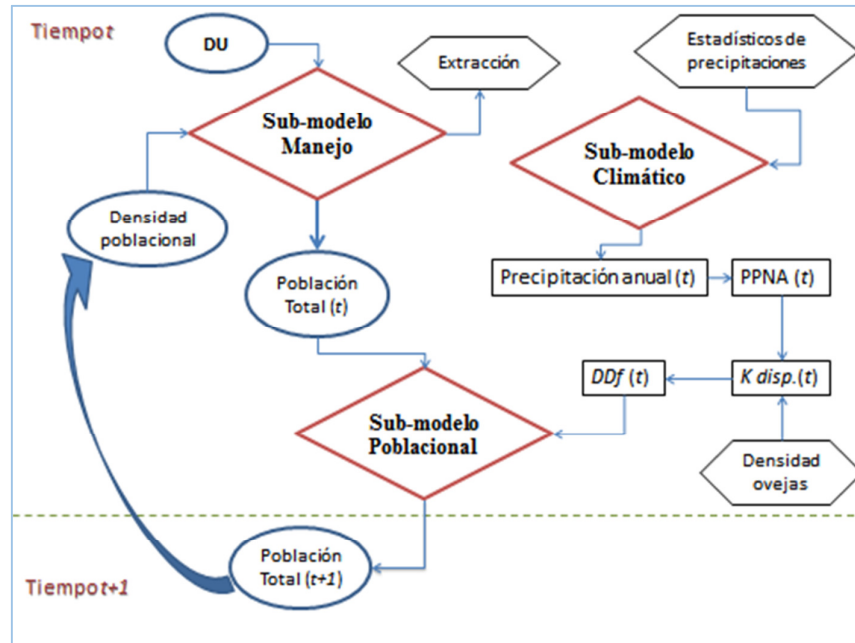 Tiempo t
DU
Extracción
Estadísticos de
precipitaciones
Sub-modelo
Manejo
Sub-modelo
Climático
Densidad
poblacional
Población
Total (t)
Precipitación anual (t)
PPNA (t)
DDf (t)
K disp.(t)
Sub-modelo
Poblacional
Densidad
ovejas
Población
Total (t+1)
Tiempo t+1